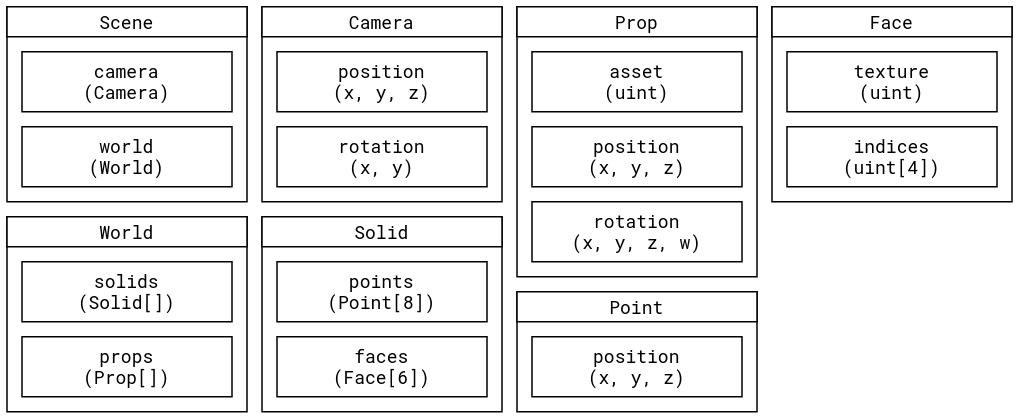 Scene
camera
(Camera)
world
(World)
World
solids
(Solid[])
props
(Prop[])
Camera
position
(x, y, z)
rotation
(x, y)
Solid
points
(Point[8])
faces
(Face[6])
Prop
asset
(uint)
position
(x, y, z)
rotation
(x, y, z, w)
Point
position
(x, y, z)
Face
texture
(uint)
indices
(uint[4])